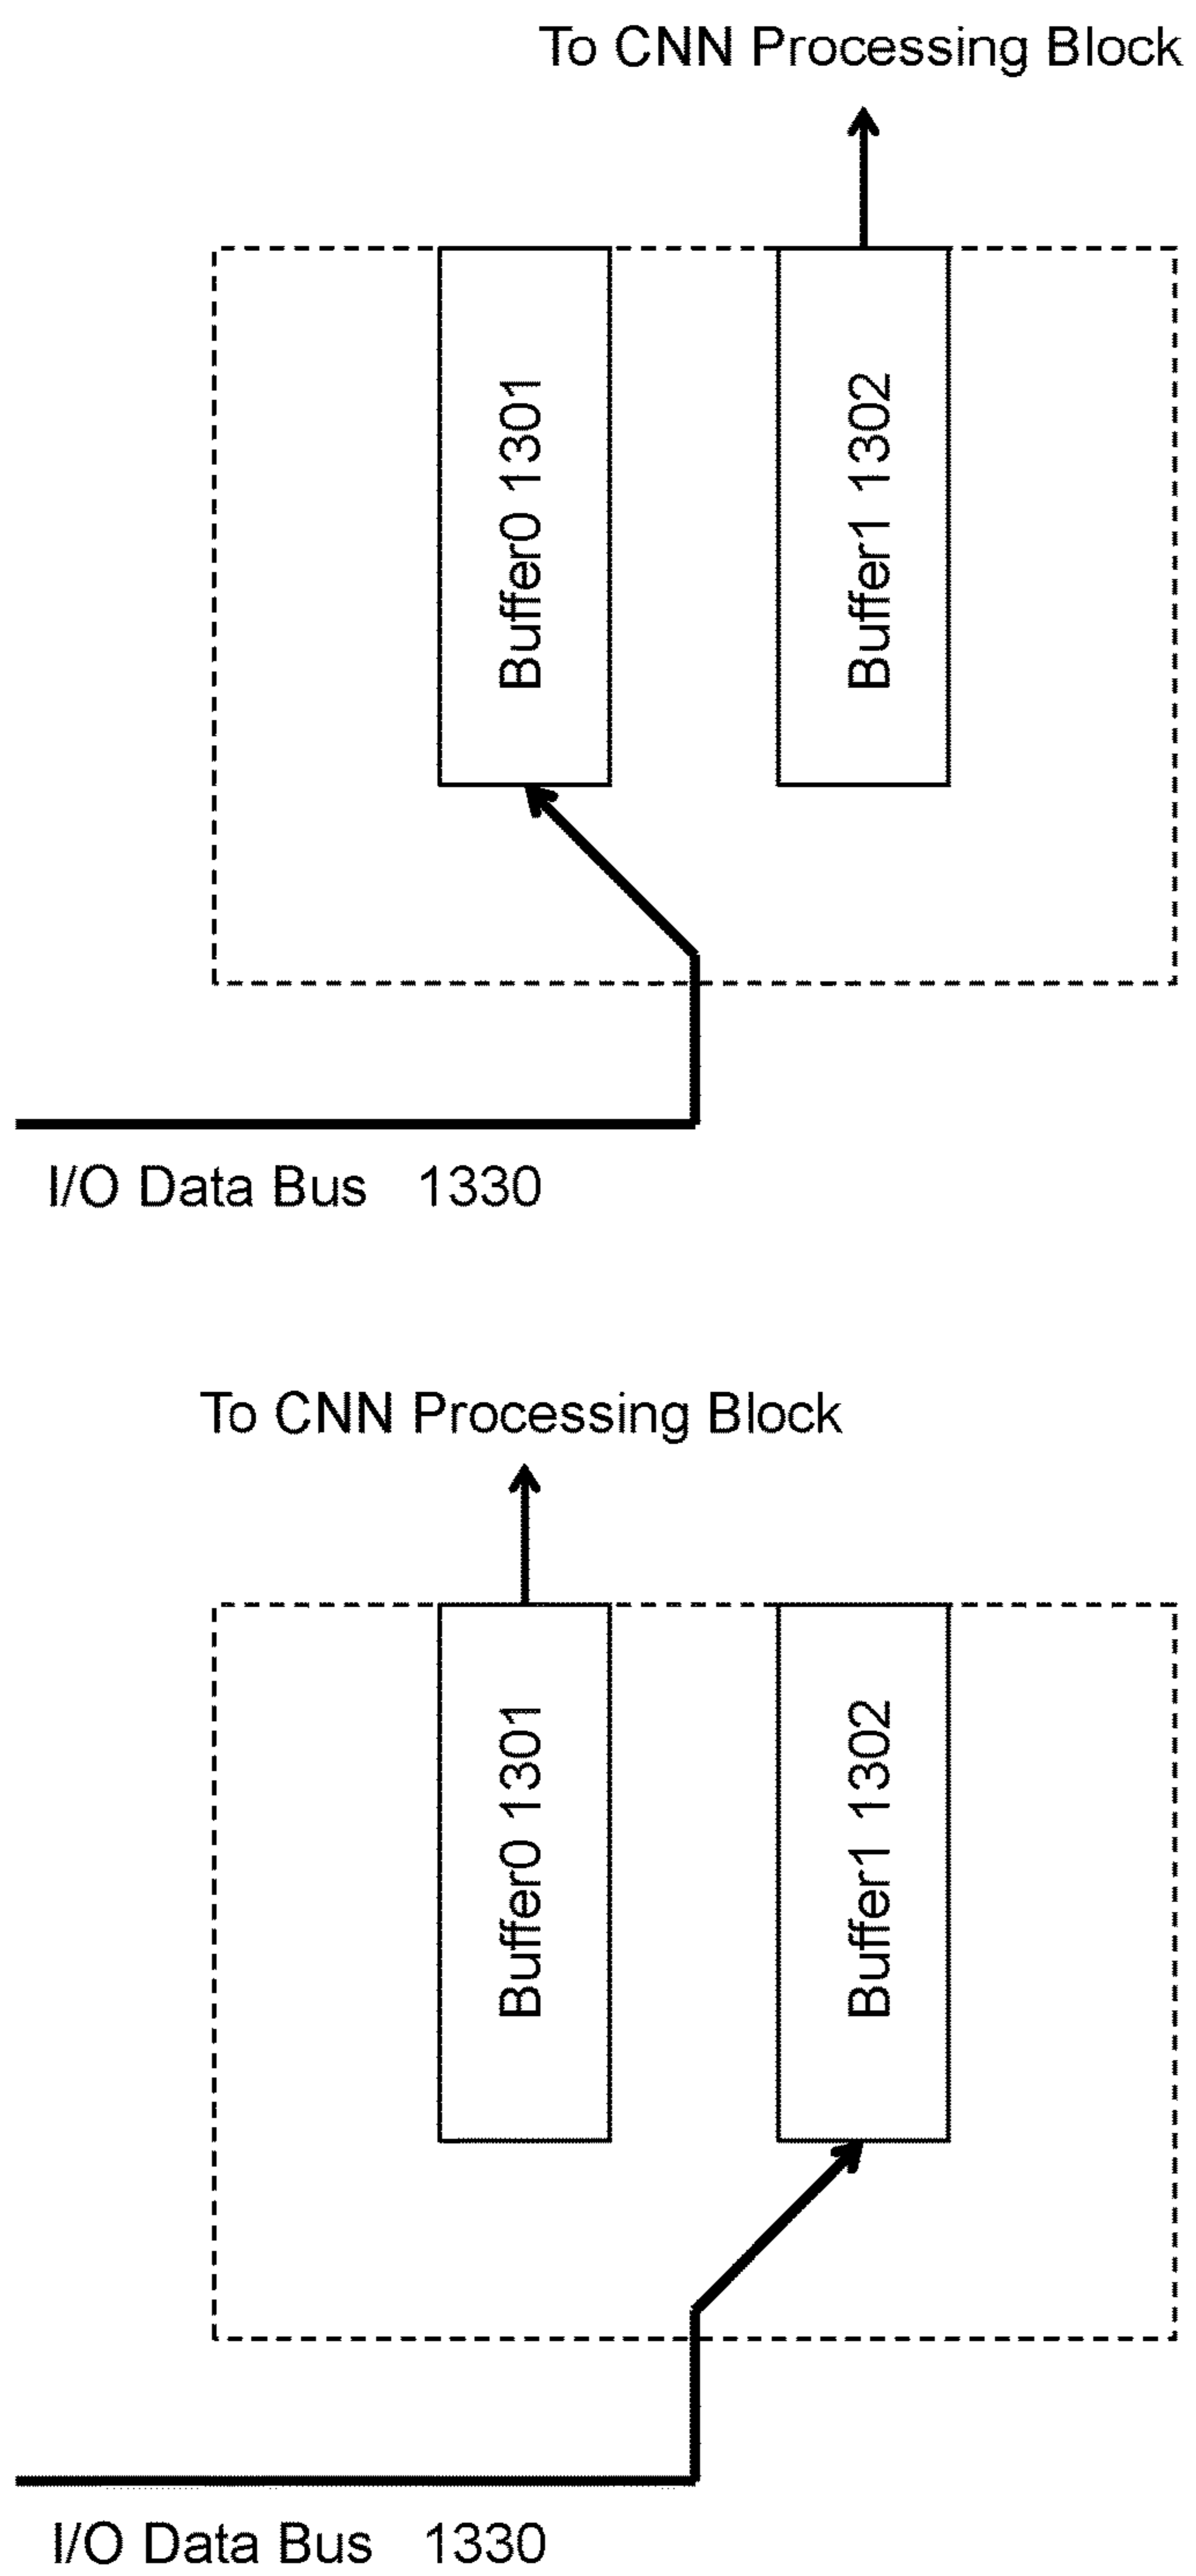 To CNN Processing Block
Buffer0 1301
Buffer1 1302
I/O Data Bus 1330
To CNN Processing Block
Buffer0 1301
Buffer1 1302
I/O Data Bus 1330